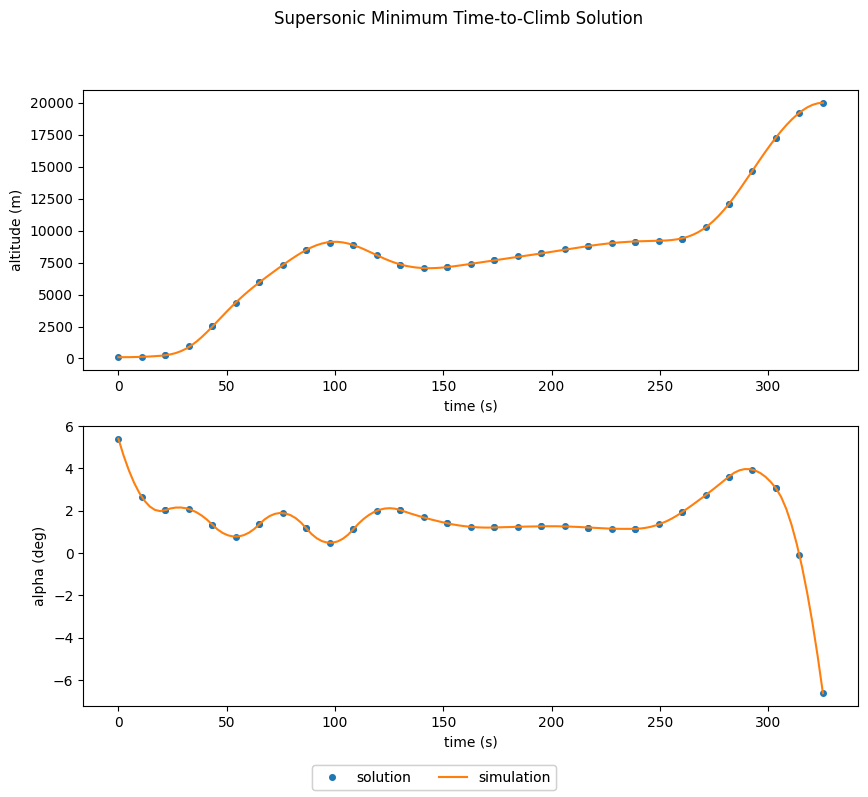 Supersonic Minimum Time-to-Climb Solution
20000
17500
15000
12500
10000
7500
5000
2500
0
altitude (m)
0 50 100 150 200 250 300
time (s)
6
4
2
0
−2
−4
−6
alpha (deg)
0 50 100 150 200 250 300
time (s)
solution simulation